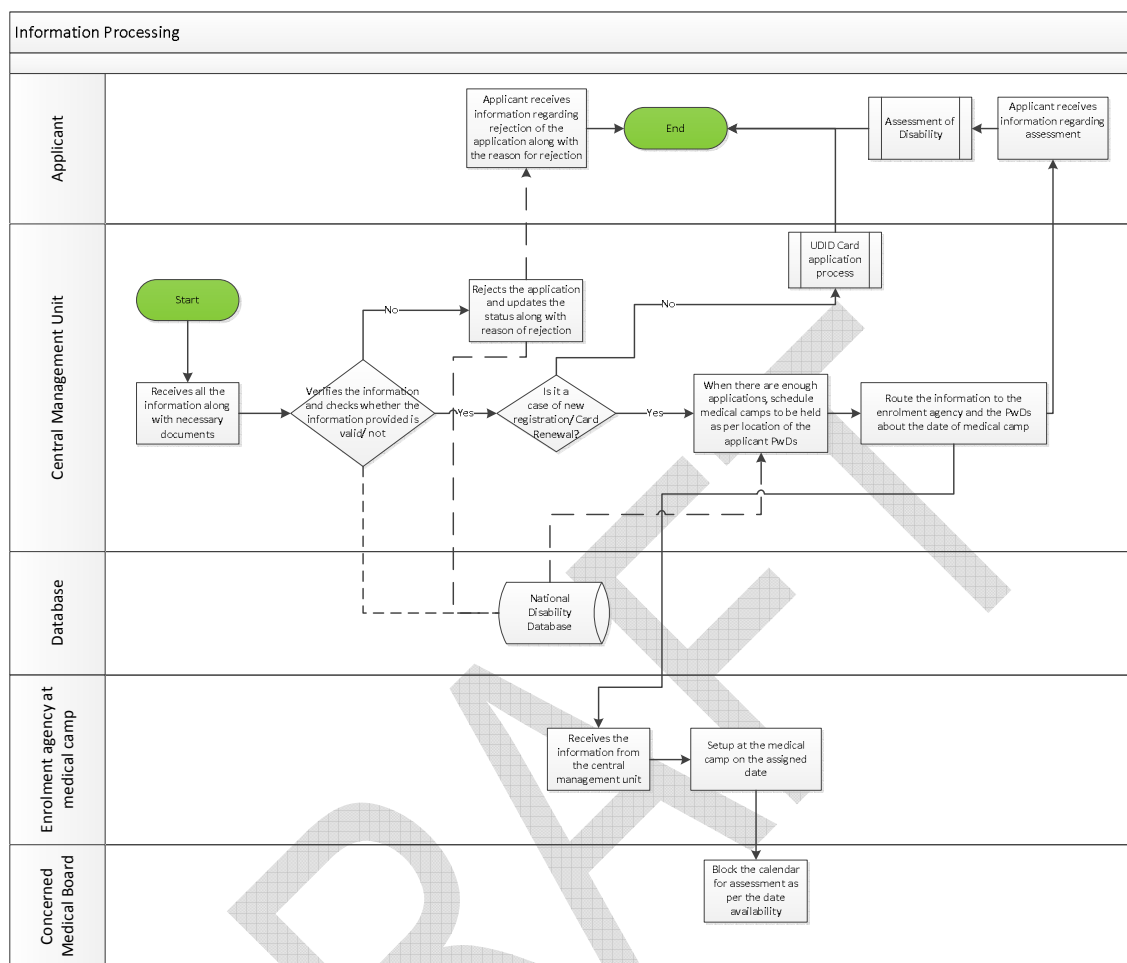 Information Processing
Applicant
Applicant receives
information regarding
rejection of the
application along with
the reason for rejection
End
Assessment of
Disability
Applicant receives
information regarding
assessment
Central Management Unit
Start
Receives all the
information along
with necessary
documents
Verifies the information
and checks whether the
information provided is
valid/ not
No
Rejects the application
and updates the
status along with
reason of rejection
Yes
Is it a
case of new
registration/ Card
Renewal?
No
UDID Card
application
process
Yes
When there are enough
applications, schedule
medical camps to be held
as per location of the
applicant PwDs
Route the information to the
enrolment agency and the PwDs
about the date of medical camp
Database
National
Disability
Database
Enrolment agency at
medical camp
Receives the
information from
the central
management unit
Setup at the medical
camp on the assigned
date
Concerned
Medical Board
Block the calendar
for assessment as
per the date
availability
DRAFT